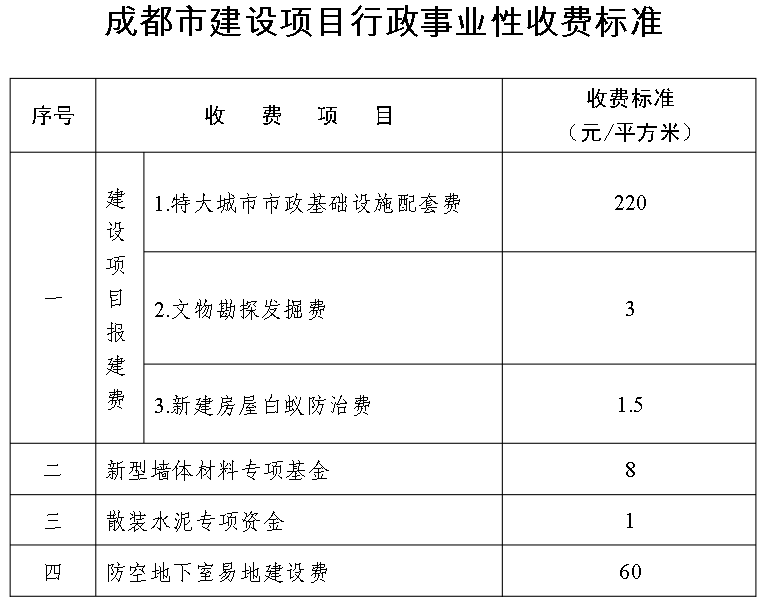 成都市建设项目行政事业性收费标准
序号
收费项目
收费标准
（元/平方米）
一
建设项目报建费
1.特大城市市政基础设施配套费
220
2.文物勘探发掘费
3
3.新建房屋白蚁防治费
1.5
二
新型墙体材料专项基金
8
三
散装水泥专项资金
1
四
防空地下室易地建设费
60